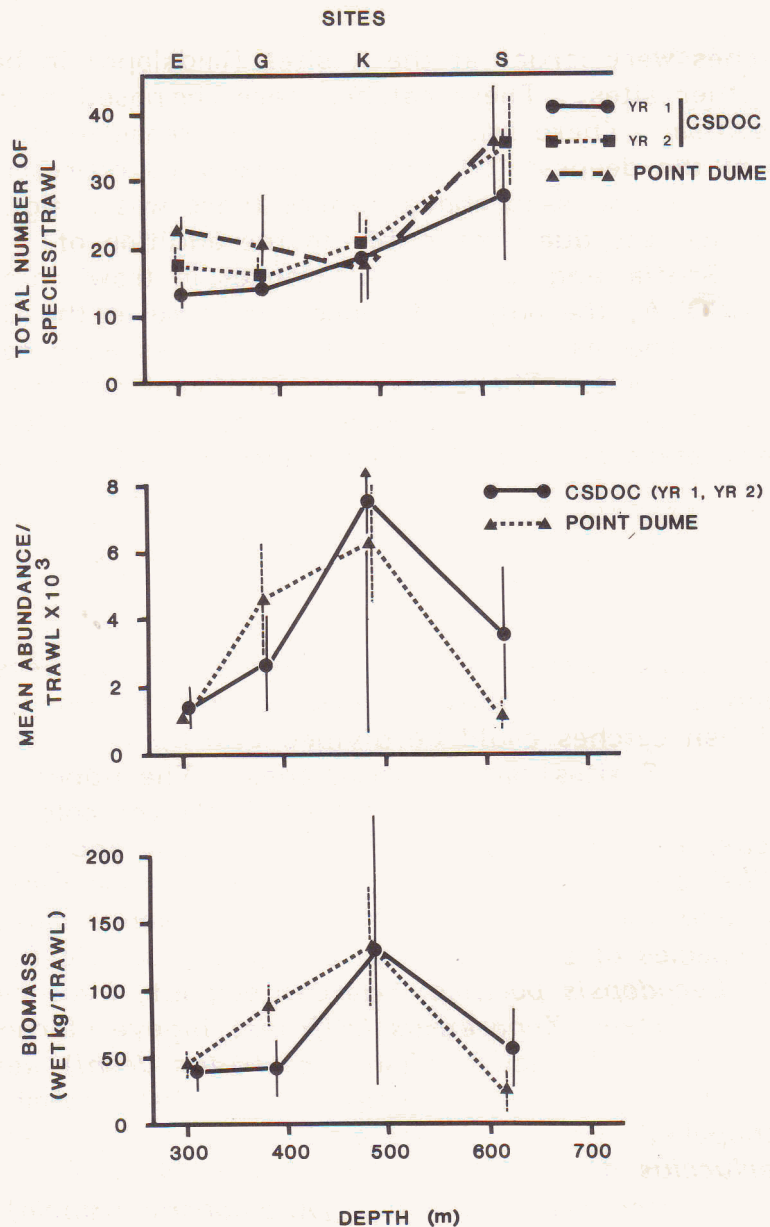 SITES
E G K S
40
30
20
10
0
TOTAL NUMBER OF
SPECIES/TRAWL
YR 1
YR 2
CSDOC
POINT DUME
8
6
4
2
0
MEAN ABUNDANCE/
TRAWL X10³
CSDOC (YR 1, YR 2)
POINT DUME
200
150
100
50
0
BIOMASS
(WET kg/TRAWL)
300 400 500 600 700
DEPTH (m)